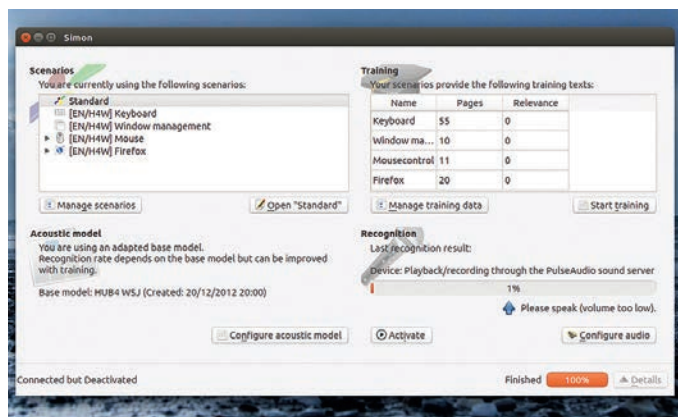 Simon
Scenarios
You are currently using the following scenarios:
Standard
[EN/H4W] Keyboard
[EN/H4W] Window management
[EN/H4W] Mouse
[EN/H4W] Firefox
Manage scenarios
Open "Standard"
Training
Your scenarios provide the following training texts:
Name Pages Relevance
Keyboard 55 0
Window ma... 10 0
Mousecontrol 11 0
Firefox 20 0
Manage training data
Start training
Acoustic model
You are using an adapted base model.
Recognition rate depends on the base model but can be improved
with training.
Base model: HUB4 WSJ (Created: 20/12/2012 20:00)
Configure acoustic model
Recognition
Last recognition result:
Device: Playback/recording through the PulseAudio sound server
1%
Please speak (volume too low).
Activate
Configure audio
Connected but Deactivated
Finished 100% Details